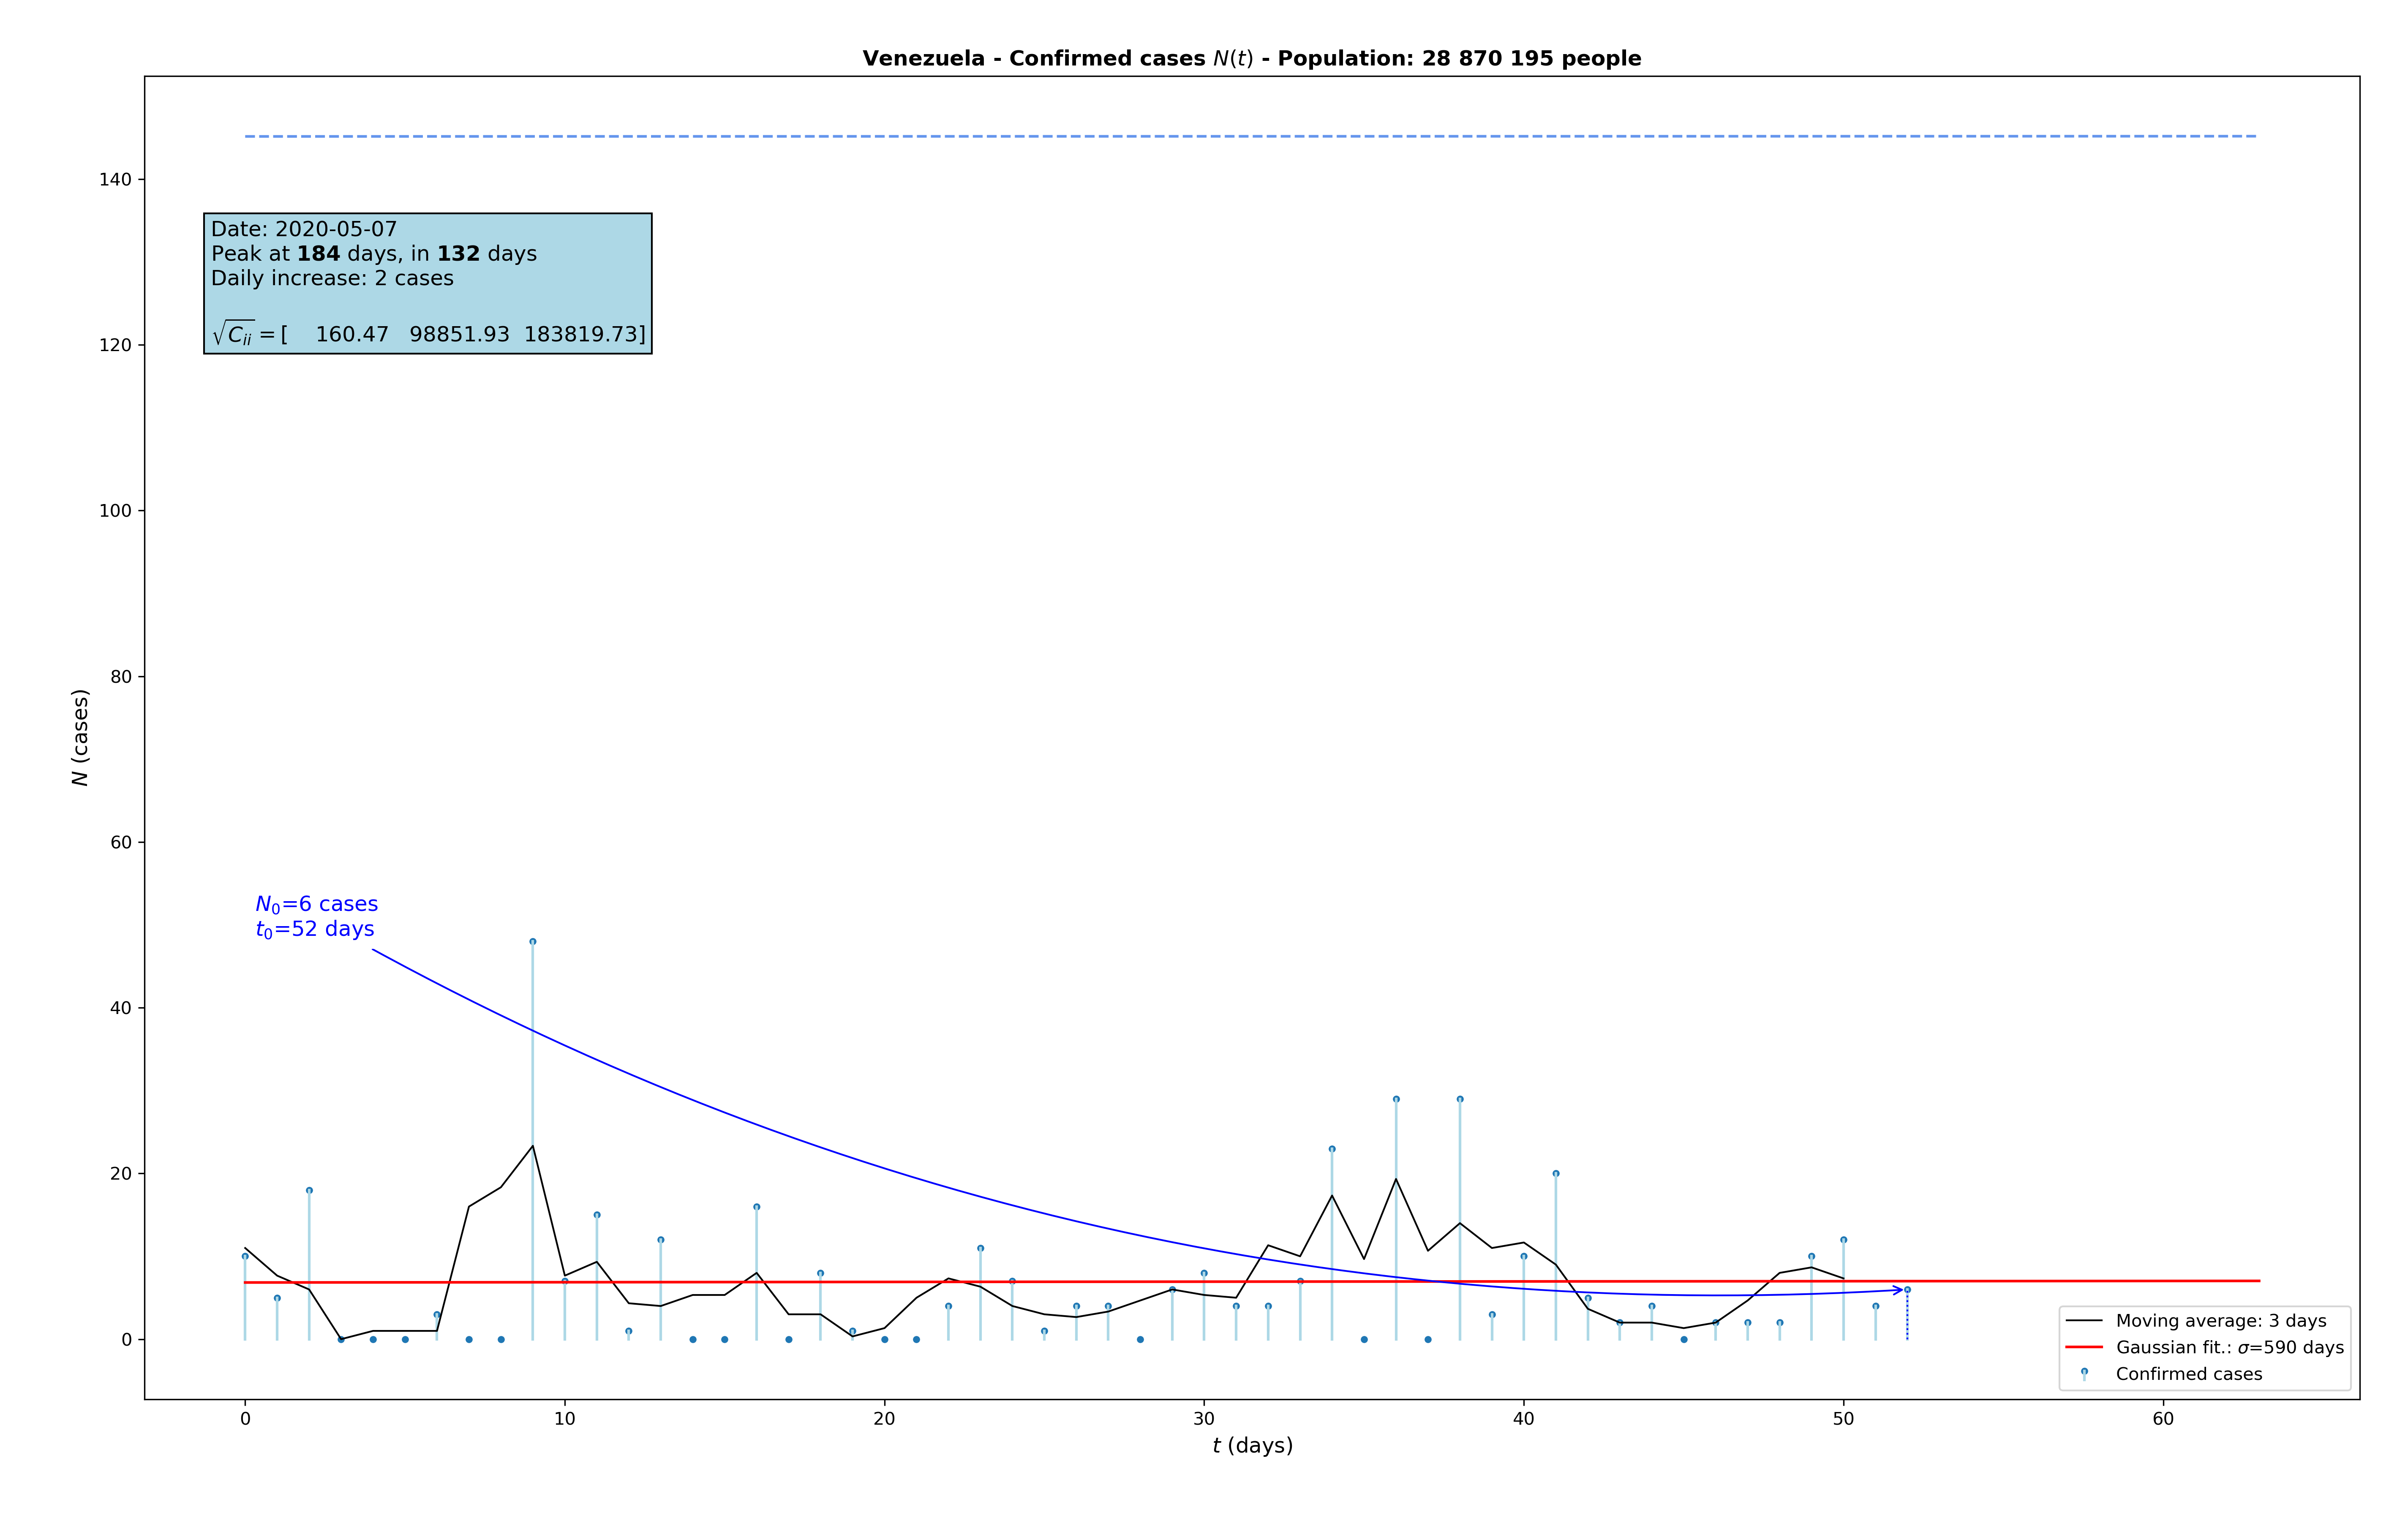 Venezuela - Confirmed cases N(t) - Population: 28 870 195 people
140
120
100
80
60
40
20
0
N (cases)
Date: 2020-05-07
Peak at 184 days, in 132 days
Daily increase: 2 cases
√Cᵢᵢ = [ 160.47 98851.93 183819.73]
N₀=6 cases
t₀=52 days
Moving average: 3 days
Gaussian fit.: σ=590 days
Confirmed cases
0 10 20 30 40 50 60
t (days)